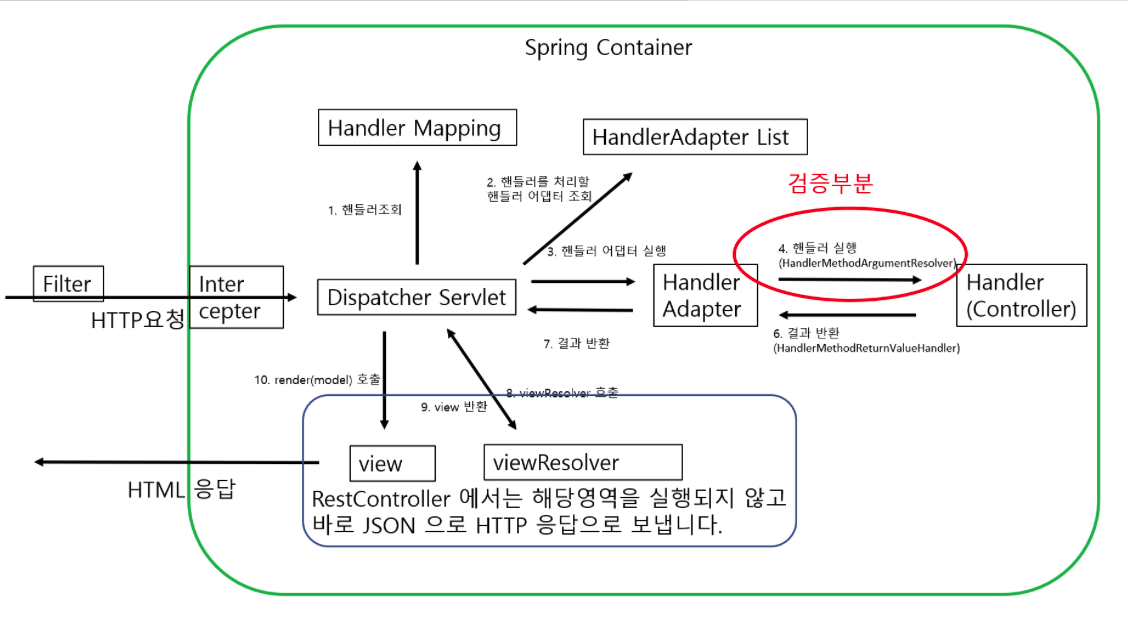 Spring Container
Handler Mapping
HandlerAdapter List
2. 핸들러를 처리할
핸들러 어댑터 조회
검증부분
1. 핸들러조회
3. 핸들러 어댑터 실행
4. 핸들러 실행
(HandlerMethodArgumentResolver)
Filter
Inter
cepter
Dispatcher Servlet
Handler
Adapter
Handler
(Controller)
HTTP요청
7. 결과 반환
6. 결과 반환
(HandlerMethodReturnValueHandler)
10. render(model) 호출
8. viewResolver 호출
9. view 반환
view
viewResolver
HTML 응답
RestController 에서는 해당영역을 실행되지 않고
바로 JSON 으로 HTTP 응답으로 보냅니다.